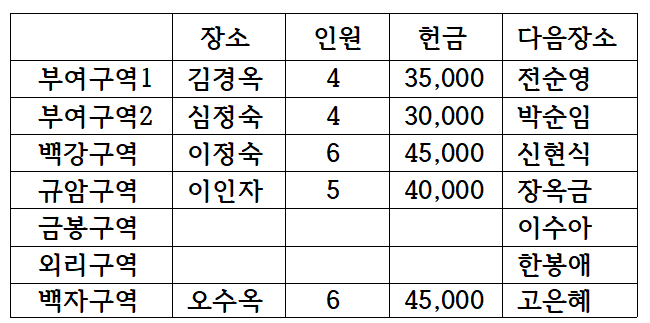 장소 인원 헌금 다음장소
부여구역1 김경옥 4 35,000 전순영
부여구역2 심정숙 4 30,000 박순임
백강구역 이정숙 6 45,000 신현식
규암구역 이인자 5 40,000 장옥금
금봉구역 이수아
외리구역 한봉애
백자구역 오수옥 6 45,000 고은혜